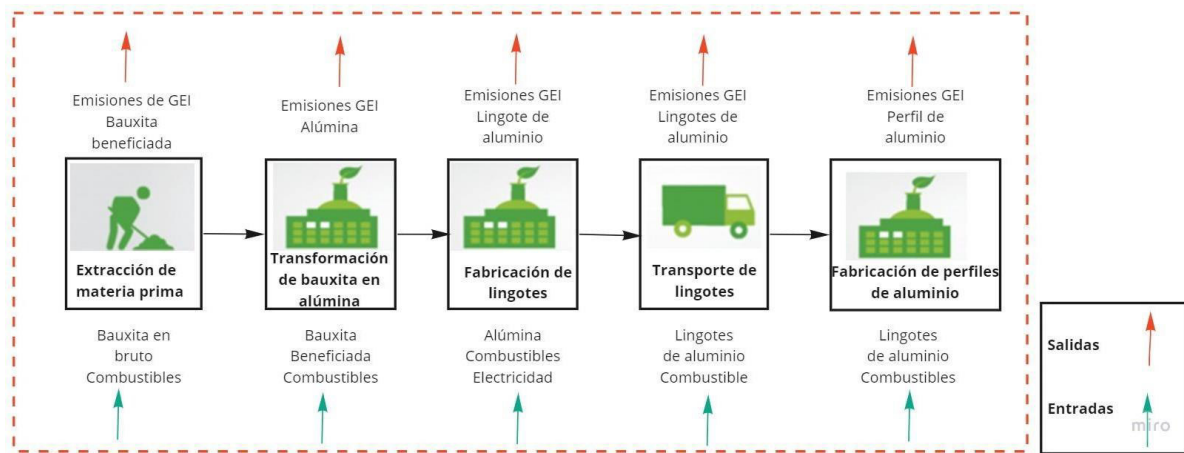 Emisiones de GEI
Bauxita
beneficiada
Emisiones GEI
Alúmina
Emisiones GEI
Lingote de
aluminio
Emisiones GEI
Lingotes de
aluminio
Emisiones GEI
Perfil de
aluminio
Extracción de
materia prima
Transformación
de bauxita en
alúmina
Fabricación de
lingotes
Transporte de
lingotes
Fabricación de perfiles
de aluminio
Bauxita en
bruto
Combustibles
Bauxita
Beneficiada
Combustibles
Alúmina
Combustibles
Electricidad
Lingotes
de aluminio
Combustible
Lingotes
de aluminio
Combustibles
Salidas
Entradas
miro